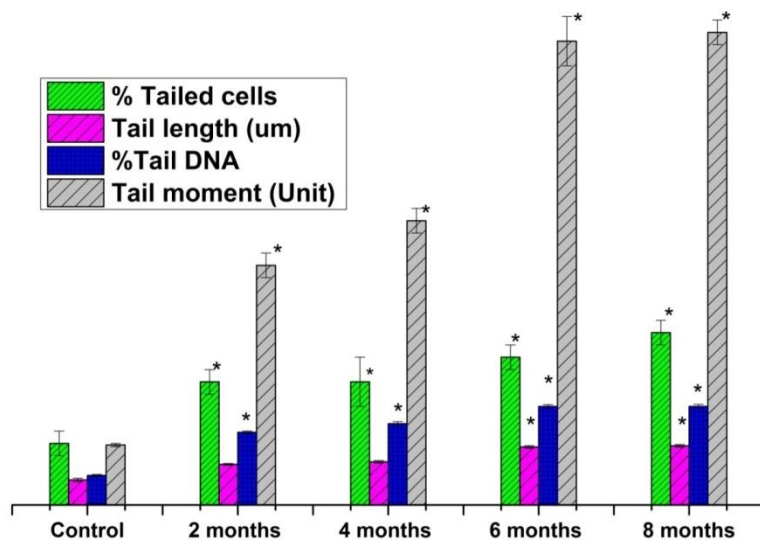 % Tailed cells
Tail length (um)
%Tail DNA
Tail moment (Unit)
* * *
* * *
* * * *
* * * *
Control 2 months 4 months 6 months 8 months